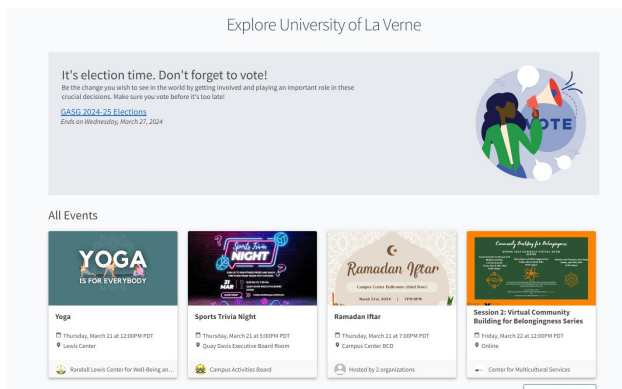 Explore University of La Verne
It's election time. Don't forget to vote!
Be the change you wish to see in the world by getting involved and playing an important role in these
crucial decisions. Make sure you vote before it's too late!
GASG 2024-25 Elections
Ends on Wednesday, March 27, 2024
VOTE
All Events
YOGA
IS FOR EVERYBODY
Yoga
Thursday, March 21 at 12:00PM PDT
Lewis Center
Randall Lewis Center for Well-Being an...
Sports Trivia
NIGHT
21
MAR
Sports Trivia Night
Thursday, March 21 at 5:00PM PDT
Quay Davis Executive Board Room
Campus Activities Board
Ramadan Iftar
Campus Center Ballrooms (Silent Room)
March 21st, 2024 | 7PM-8PM
Ramadan Iftar
Thursday, March 21 at 7:00PM PDT
Campus Center BCD
Hosted by 2 organizations
Community Building for Belongingness
Session 2: Virtual Community
Building for Belongingness Series
Friday, March 22 at 12:00PM PDT
Online
Center for Multicultural Services